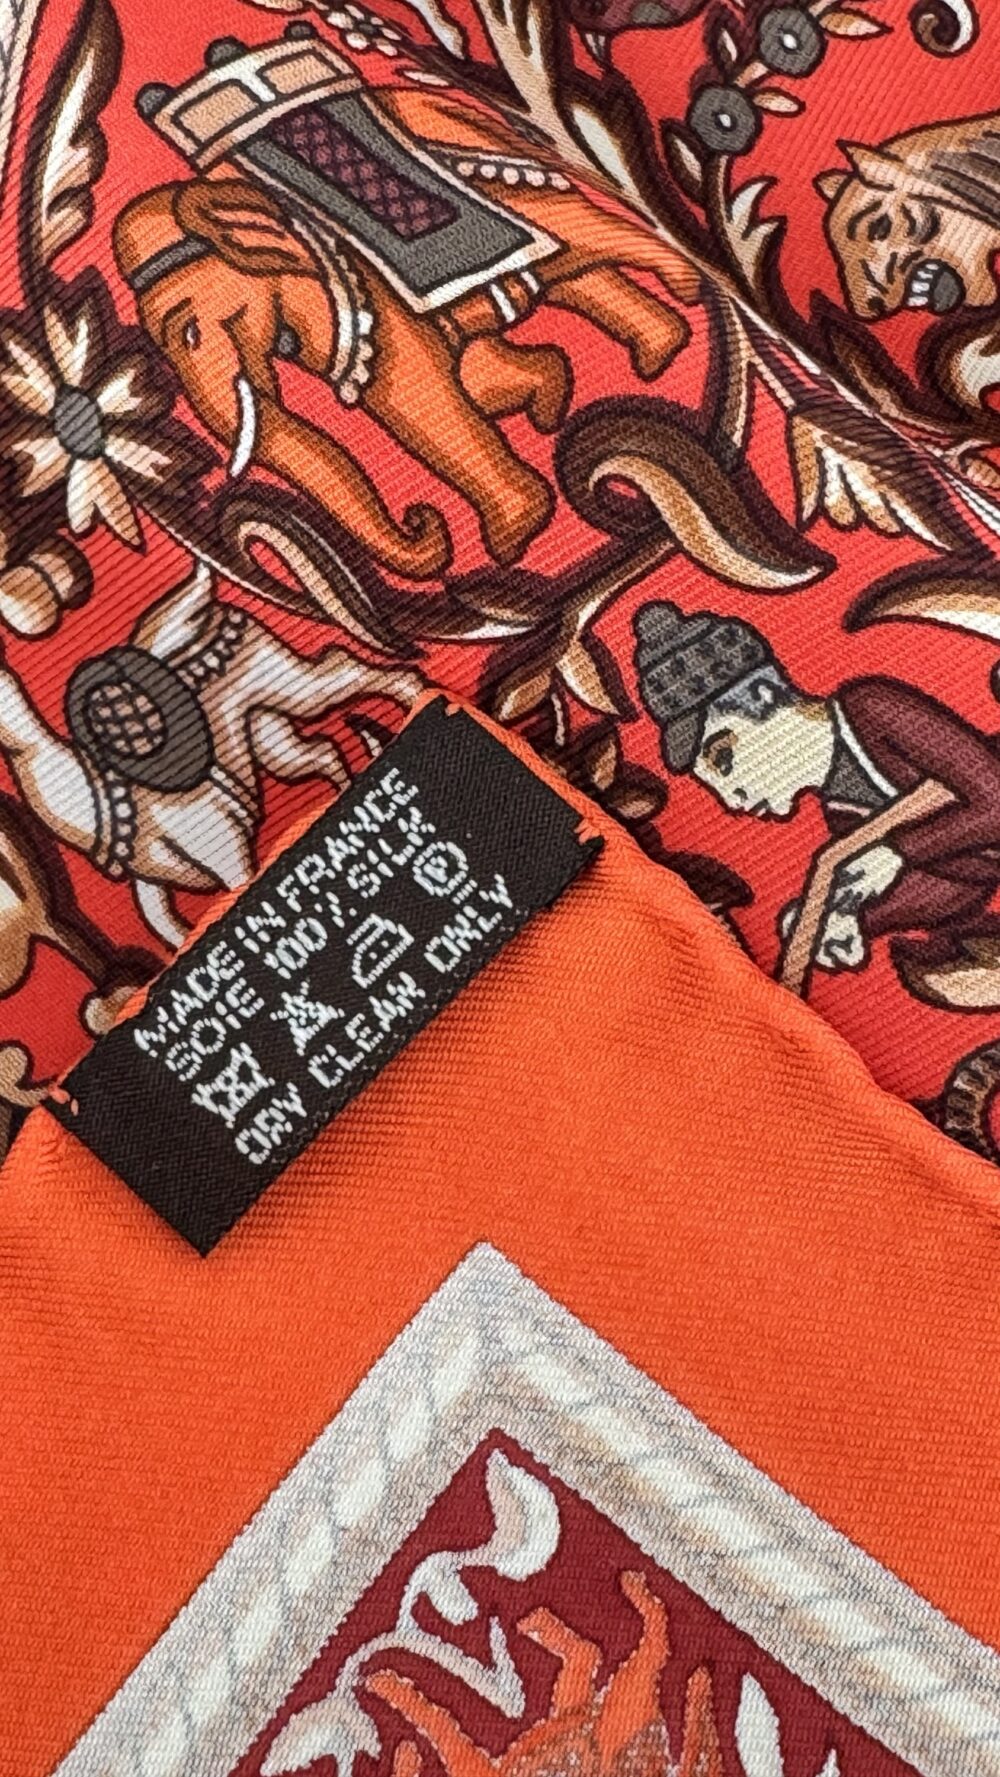 MADE IN FRANCE
SOIE 100% SILK
P
DRY CLEAN ONLY